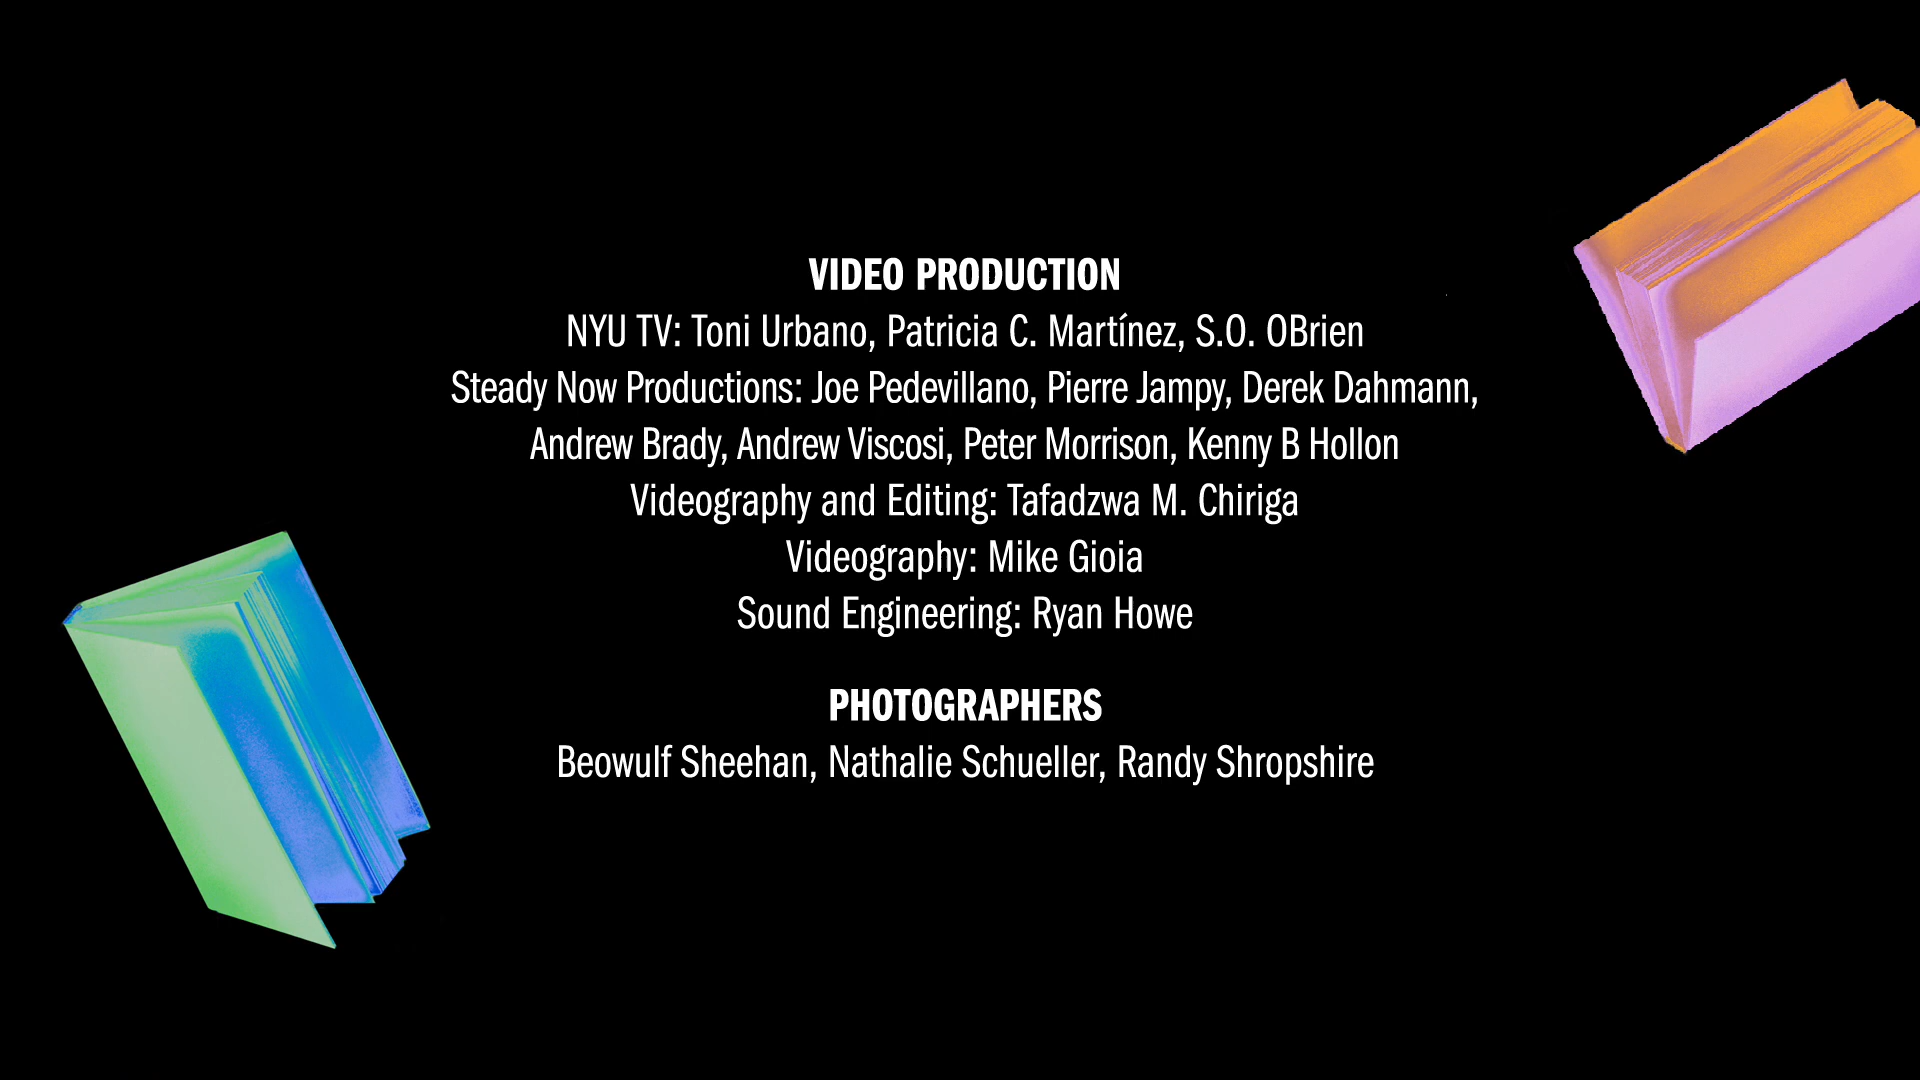 VIDEO PRODUCTION
NYU TV: Toni Urbano, Patricia C. Martínez, S.O. OBrien
Steady Now Productions: Joe Pedevillano, Pierre Jampy, Derek Dahmann,
Andrew Brady, Andrew Viscosi, Peter Morrison, Kenny B Hollon
Videography and Editing: Tafadzwa M. Chiriga
Videography: Mike Gioia
Sound Engineering: Ryan Howe
PHOTOGRAPHERS
Beowulf Sheehan, Nathalie Schueller, Randy Shropshire